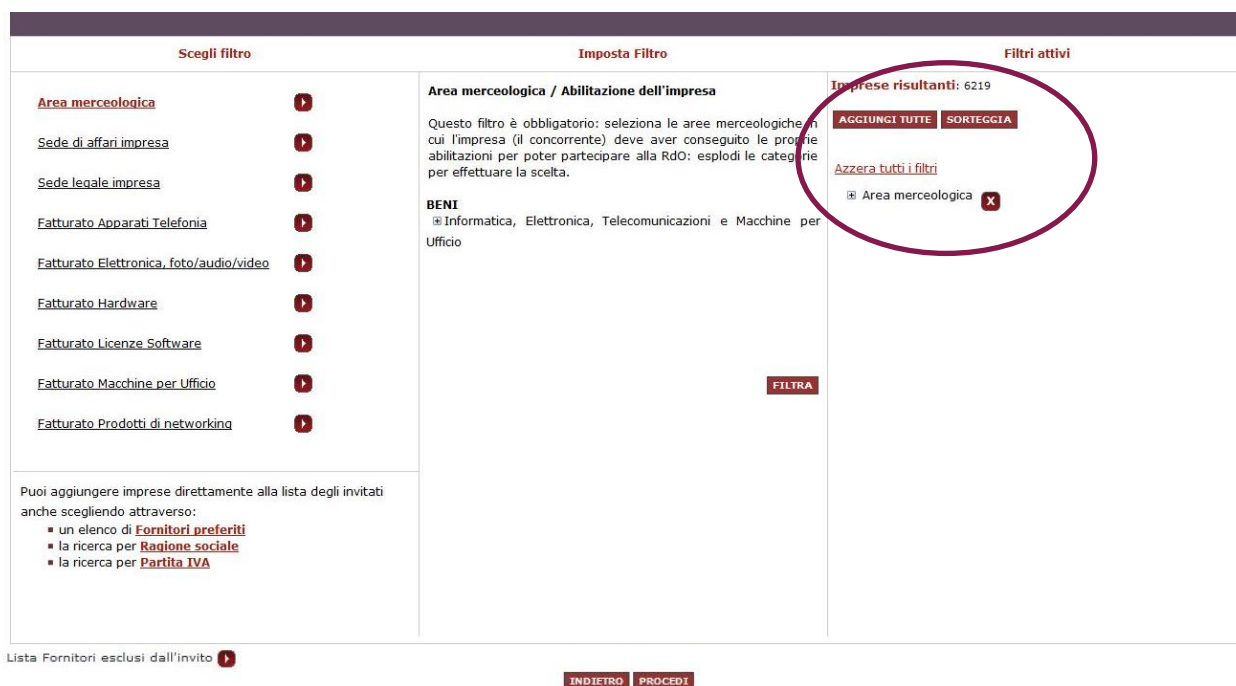 Scegli filtro
Imposta Filtro
Filtri attivi
Area merceologica
Sede di affari impresa
Sede legale impresa
Fatturato Apparati Telefonia
Fatturato Elettronica, foto/audio/video
Fatturato Hardware
Fatturato Licenze Software
Fatturato Macchine per Ufficio
Fatturato Prodotti di networking
Puoi aggiungere imprese direttamente alla lista degli invitati
anche scegliendo attraverso:
un elenco di Fornitori preferiti
la ricerca per Ragione sociale
la ricerca per Partita IVA
Area merceologica / Abilitazione dell'impresa
Questo filtro è obbligatorio: seleziona le aree merceologiche in
cui l'impresa (il concorrente) deve aver conseguito le proprie
abilitazioni per poter partecipare alla RdO: esplodi le categorie
per effettuare la scelta.
BENI
Informatica, Elettronica, Telecomunicazioni e Macchine per
Ufficio
FILTRA
Imprese risultanti: 6219
AGGIUNGI TUTTE SORTEGGIA
Azzera tutti i filtri
Area merceologica X
Lista Fornitori esclusi dall'invito
INDIETRO PROCEDI